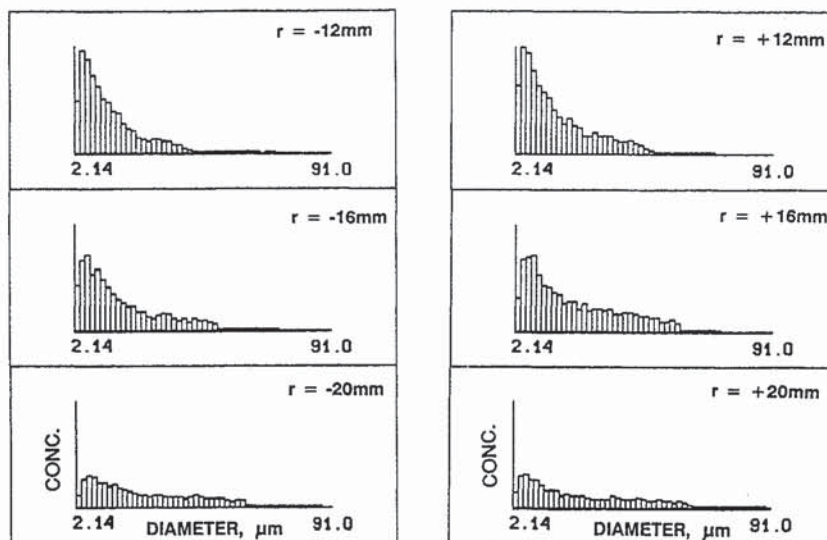 r = -12mm
2.14 91.0
r = -16mm
2.14 91.0
r = -20mm
CONC.
2.14 DIAMETER, µm 91.0
r = +12mm
2.14 91.0
r = +16mm
2.14 91.0
r = +20mm
CONC.
2.14 DIAMETER, µm 91.0